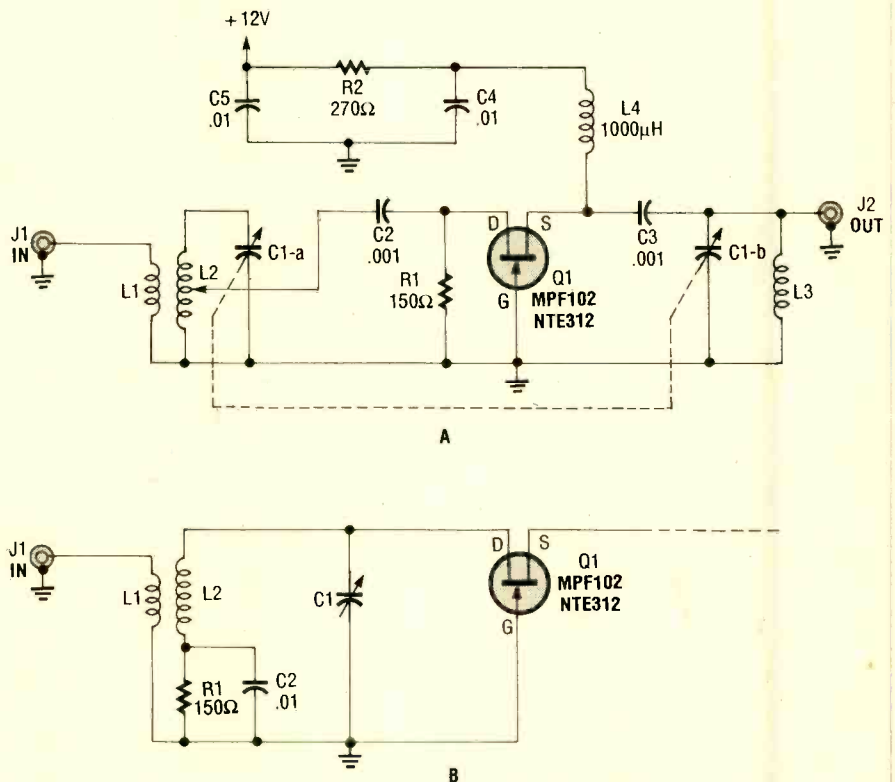 +12V
C5
.01
R2
270Ω
C4
.01
L4
1000µH
J1
IN
L1
L2
C1-a
C2
.001
R1
150Ω
D
S
G
Q1
MPF102
NTE312
C3
.001
C1-b
L3
J2
OUT
A
J1
IN
L1
L2
R1
150Ω
C2
.01
C1
D
S
G
Q1
MPF102
NTE312
B